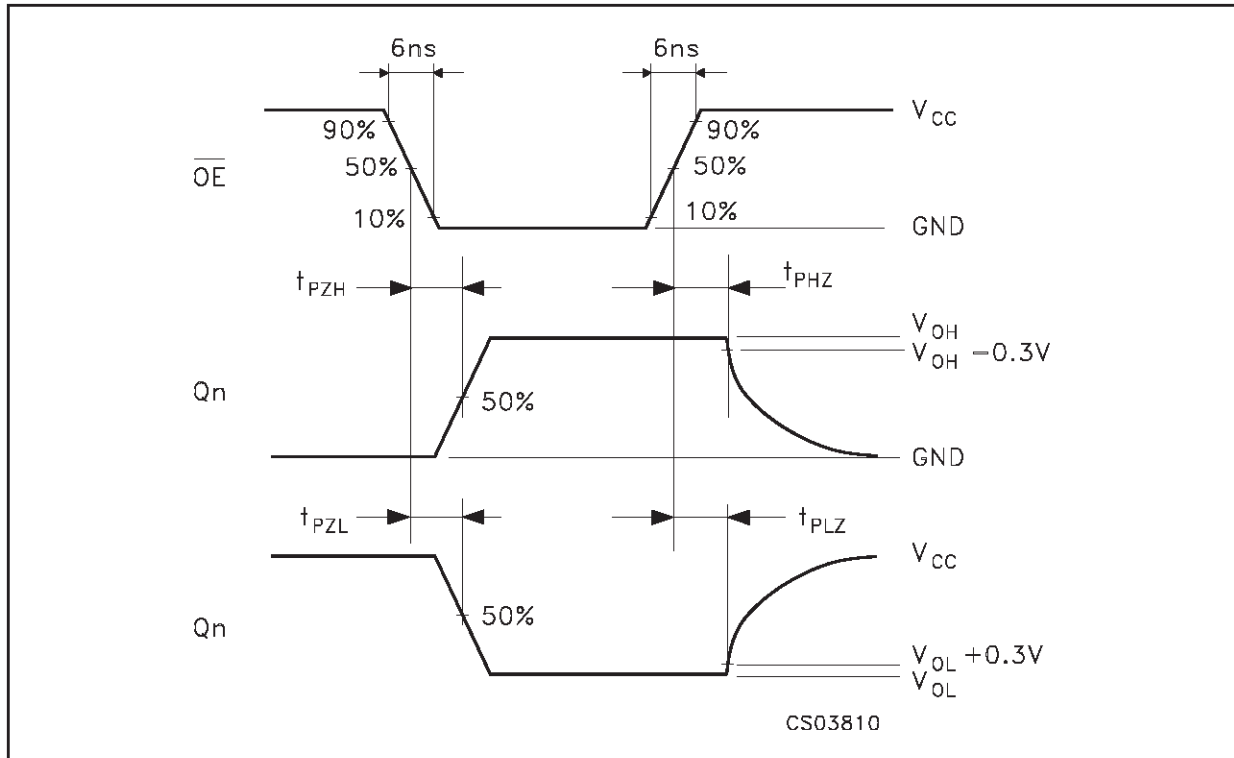 6ns 6ns
90% 90% V_CC
O̅E̅ 50% 50%
10% 10% GND
t_PZH t_PHZ
V_OH
V_OH −0.3V
Qn 50%
GND
t_PZL t_PLZ
V_CC
Qn 50%
V_OL +0.3V
V_OL
CS03810